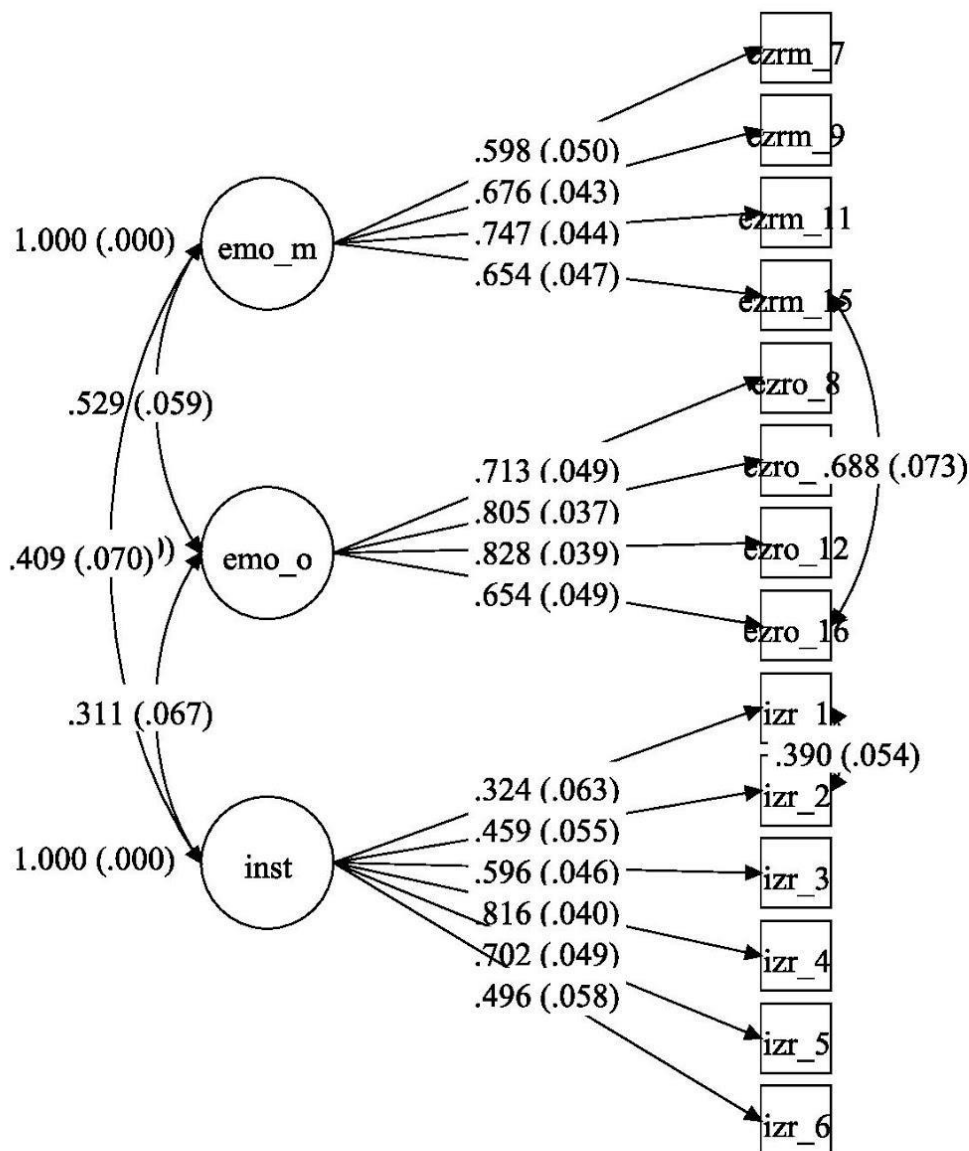 ezrm_7
ezrm_9
.598 (.050)
.676 (.043)
ezrm_11
1.000 (.000)
emo_m
.747 (.044)
.654 (.047)
ezrm_15
ezro_8
.529 (.059)
.713 (.049)
ezro_
.688 (.073)
.805 (.037)
.409 (.070)
emo_o
.828 (.039)
ezro_12
.654 (.049)
ezro_16
.311 (.067)
izr_1
.390 (.054)
.324 (.063)
izr_2
.459 (.055)
1.000 (.000)
inst
.596 (.046)
izr_3
.816 (.040)
.702 (.049)
izr_4
.496 (.058)
izr_5
izr_6